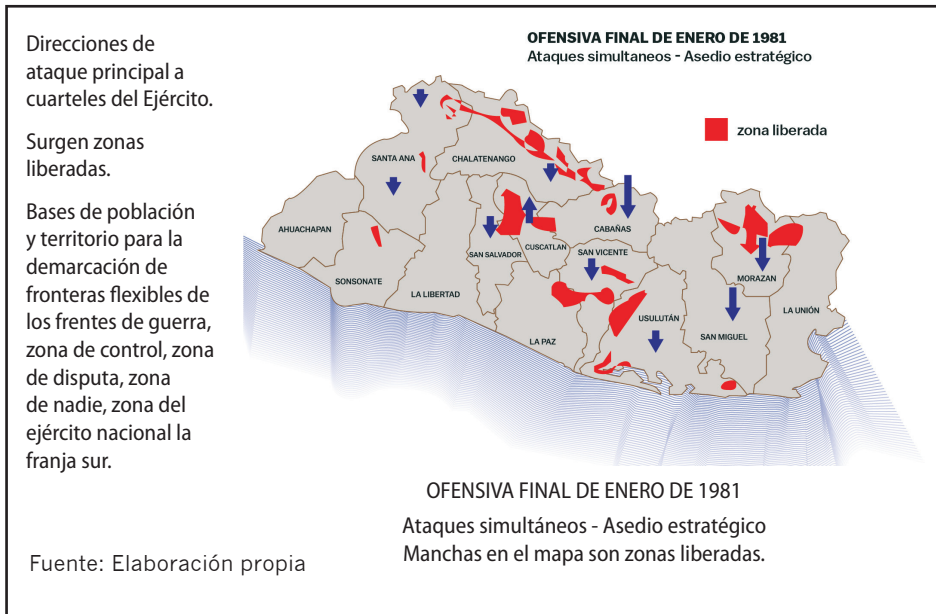 Direcciones de
ataque principal a
cuarteles del Ejército.
Surgen zonas
liberadas.
Bases de población
y territorio para la
demarcación de
fronteras flexibles de
los frentes de guerra,
zona de control, zona
de disputa, zona
de nadie, zona del
ejército nacional la
franja sur.
Fuente: Elaboración propia
OFENSIVA FINAL DE ENERO DE 1981
Ataques simultaneos - Asedio estratégico
zona liberada
SANTA ANA
CHALATENANGO
AHUACHAPAN
SONSONATE
LA LIBERTAD
SAN SALVADOR
CUSCATLAN
CABAÑAS
SAN VICENTE
LA PAZ
USULUTÁN
SAN MIGUEL
MORAZAN
LA UNIÓN
OFENSIVA FINAL DE ENERO DE 1981
Ataques simultáneos - Asedio estratégico
Manchas en el mapa son zonas liberadas.